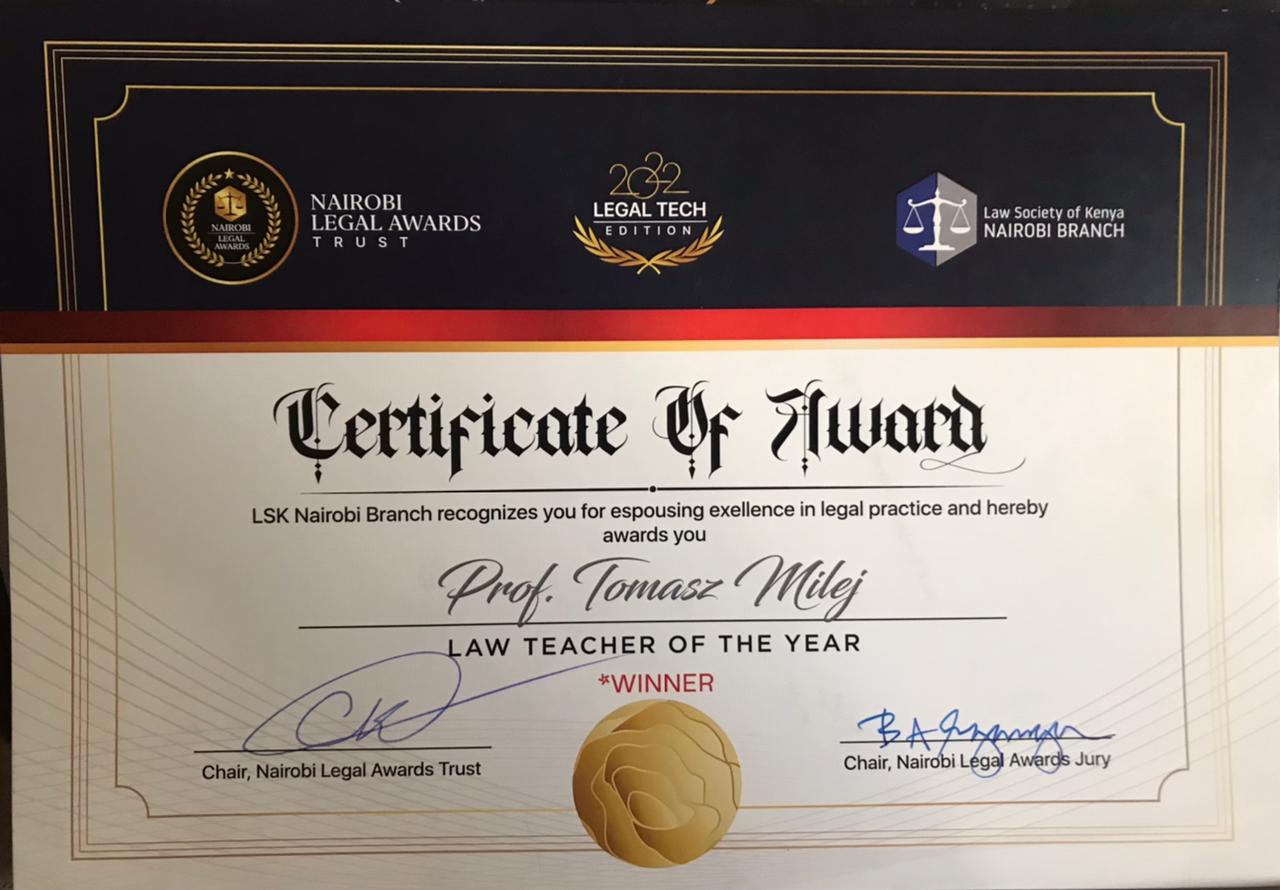 NAIROBI
LEGAL AWARDS
NAIROBI
LEGAL AWARDS
TRUST
2022
LEGAL TECH
EDITION
Law Society of Kenya
NAIROBI BRANCH
Certificate Of Award
LSK Nairobi Branch recognizes you for espousing exellence in legal practice and hereby
awards you
Prof. Tomasz Milej
LAW TEACHER OF THE YEAR
*WINNER
Chair, Nairobi Legal Awards Trust
Chair, Nairobi Legal Awards Jury